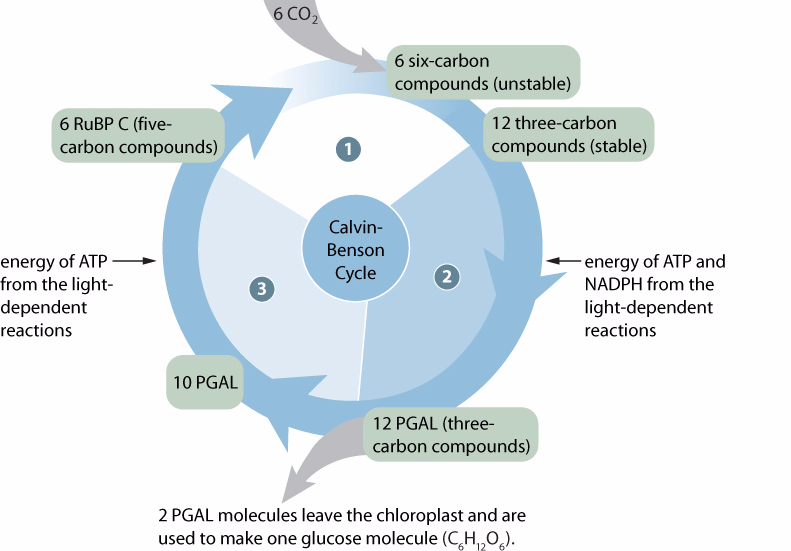 6 CO2
6 six-carbon
compounds (unstable)
6 RuBP C (five-
carbon compounds)
12 three-carbon
compounds (stable)
1
Calvin-
Benson
Cycle
2
3
energy of ATP
from the light-
dependent
reactions
energy of ATP and
NADPH from the
light-dependent
reactions
10 PGAL
12 PGAL (three-
carbon compounds)
2 PGAL molecules leave the chloroplast and are
used to make one glucose molecule (C6H12O6).